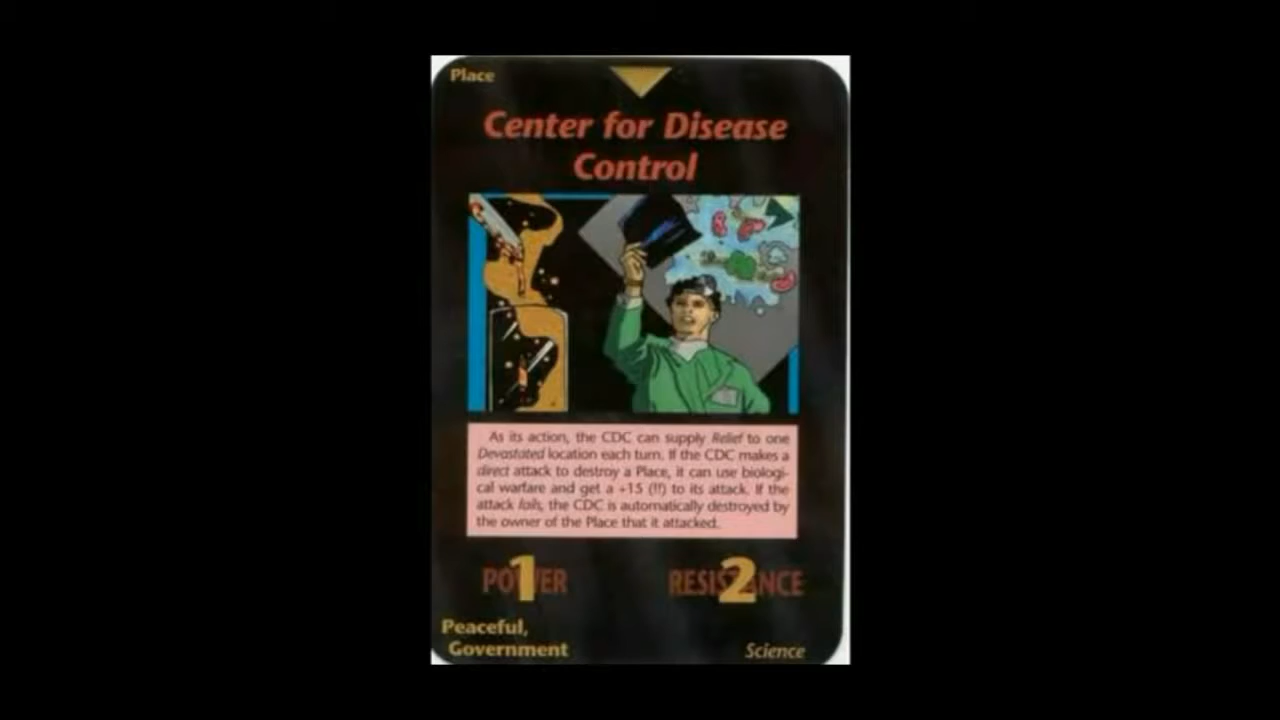 Place
Center for Disease
Control
As its action, the CDC can supply Relief to one
Devastated location each turn. If the CDC makes a
direct attack to destroy a Place, it can use biologi-
cal warfare and get a +15 (!!) to its attack. If the
attack fails, the CDC is automatically destroyed by
the owner of the Place that it attacked.
POWER 1
RESISTANCE 2
Peaceful,
Government
Science